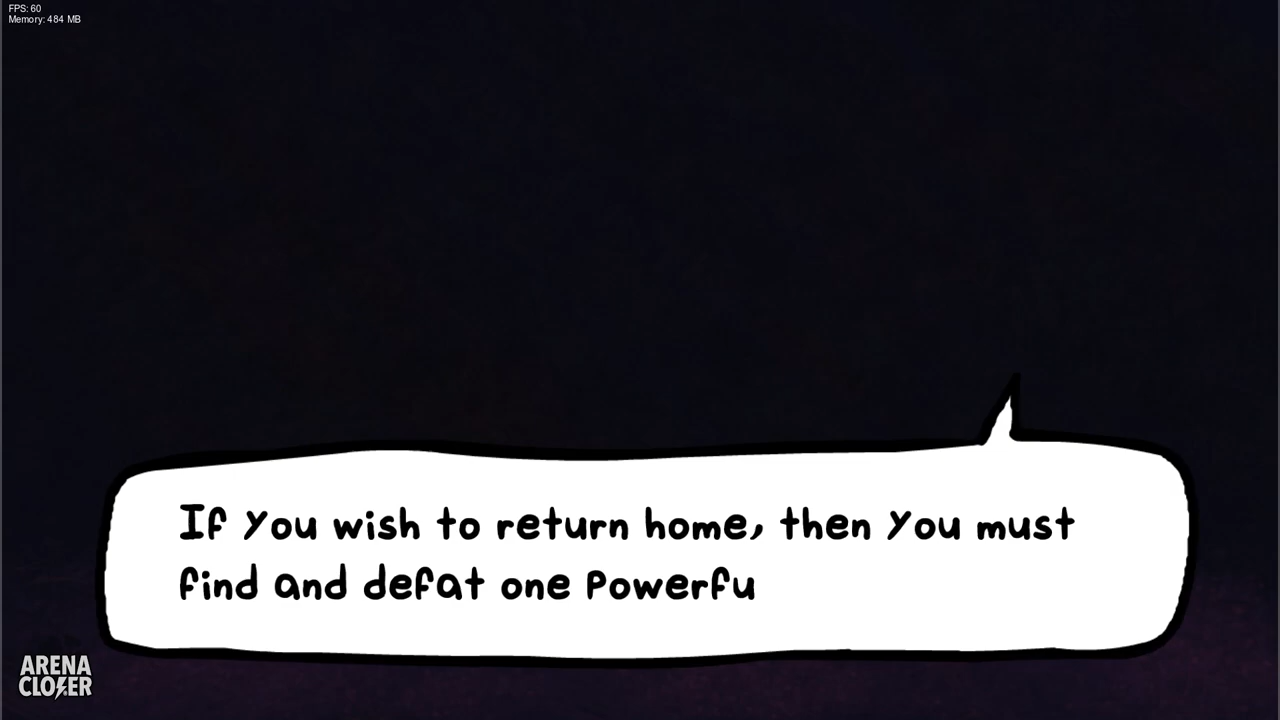 FPS: 60
Memory: 484 MB
If you wish to return home, then you must
find and defat one Powerfu
ARENA
CLOSER